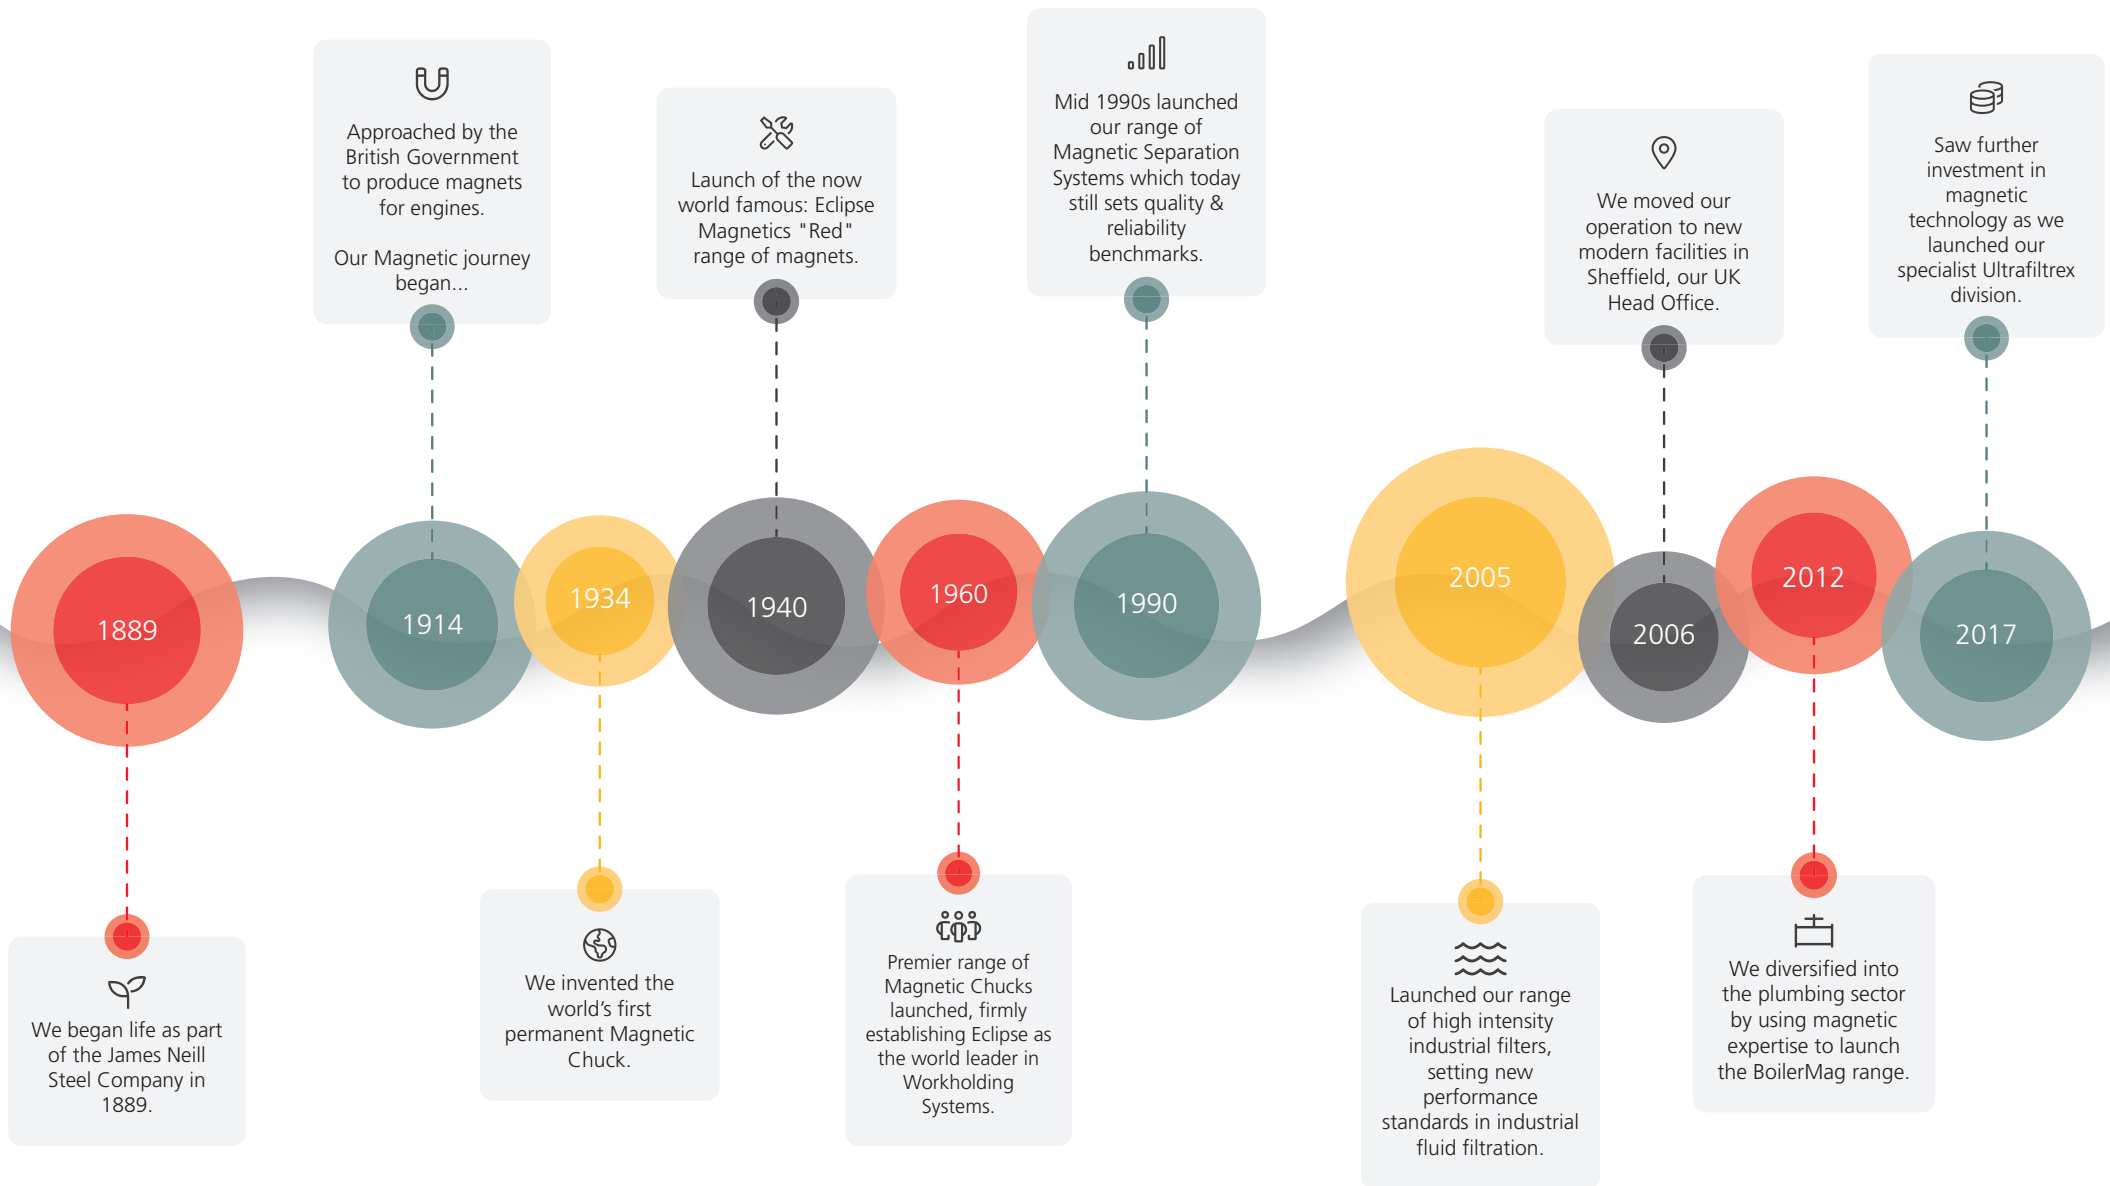 1889
We began life as part
of the James Neill
Steel Company in
1889.
Approached by the
British Government
to produce magnets
for engines.
Our Magnetic journey
began...
1914
1934
We invented the
world’s first
permanent Magnetic
Chuck.
Launch of the now
world famous: Eclipse
Magnetics "Red"
range of magnets.
1940
1960
Premier range of
Magnetic Chucks
launched, firmly
establishing Eclipse as
the world leader in
Workholding
Systems.
Mid 1990s launched
our range of
Magnetic Separation
Systems which today
still sets quality &
reliability
benchmarks.
1990
2005
Launched our range
of high intensity
industrial filters,
setting new
performance
standards in industrial
fluid filtration.
We moved our
operation to new
modern facilities in
Sheffield, our UK
Head Office.
2006
2012
We diversified into
the plumbing sector
by using magnetic
expertise to launch
the BoilerMag range.
Saw further
investment in
magnetic
technology as we
launched our
specialist Ultrafiltrex
division.
2017